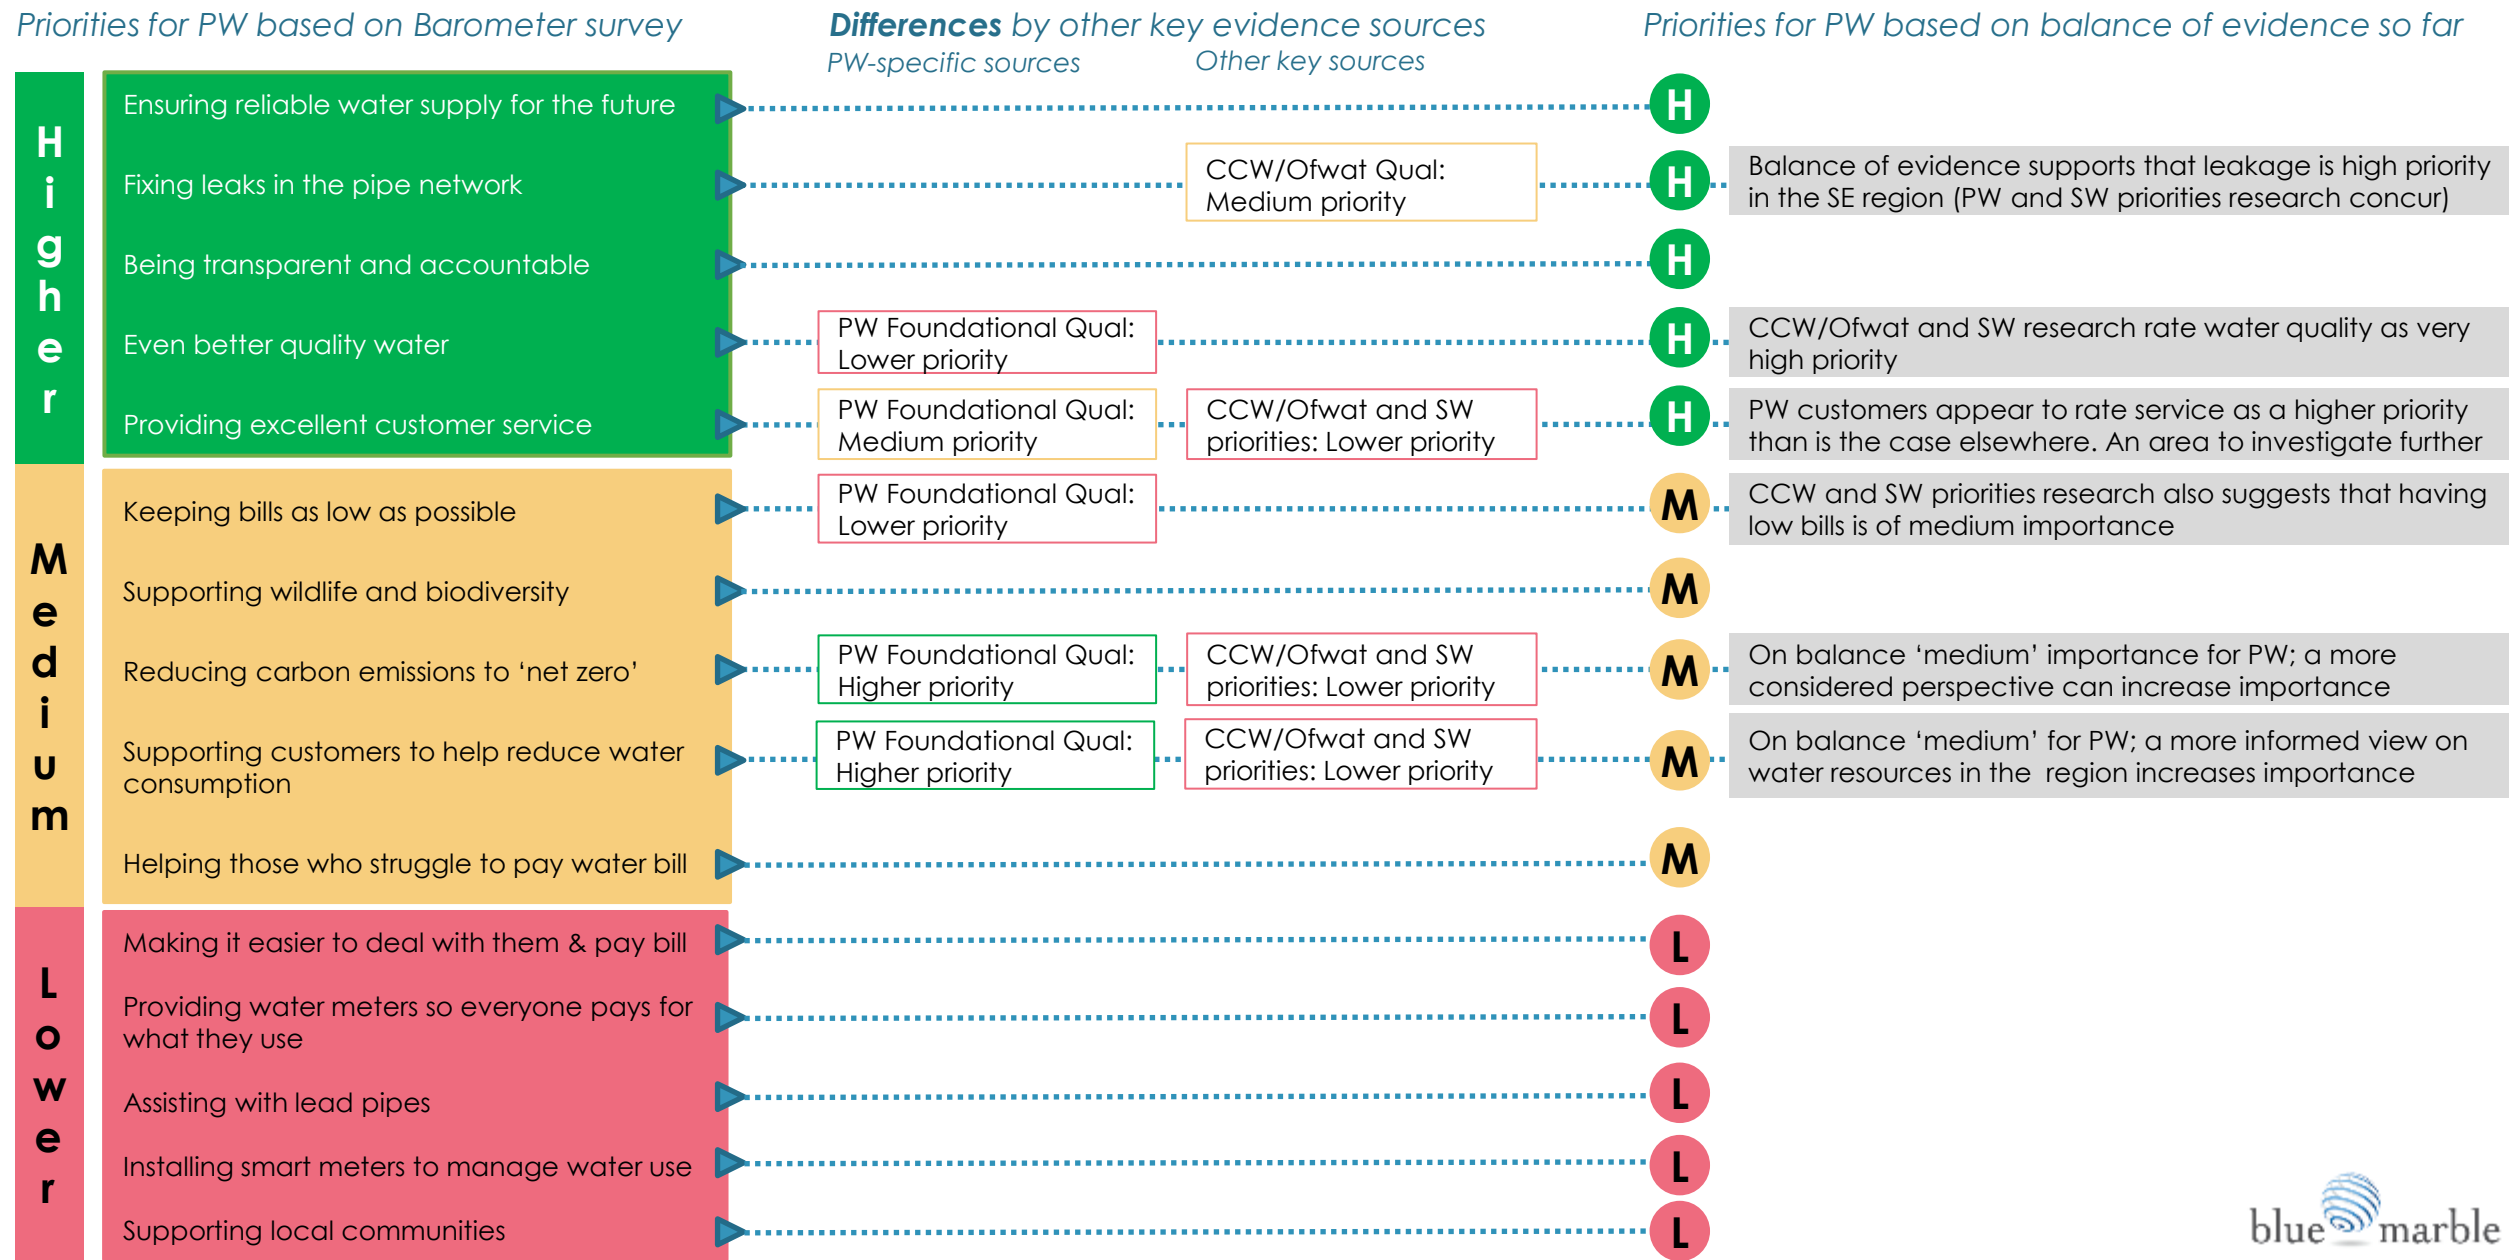 Priorities for PW based on Barometer survey
Differences by other key evidence sources
PW-specific sources
Other key sources
Priorities for PW based on balance of evidence so far
Higher
Ensuring reliable water supply for the future
H
Fixing leaks in the pipe network
CCW/Ofwat Qual:
Medium priority
H
Balance of evidence supports that leakage is high priority
in the SE region (PW and SW priorities research concur)
Being transparent and accountable
H
Even better quality water
PW Foundational Qual:
Lower priority
H
CCW/Ofwat and SW research rate water quality as very
high priority
Providing excellent customer service
PW Foundational Qual:
Medium priority
CCW/Ofwat and SW
priorities: Lower priority
H
PW customers appear to rate service as a higher priority
than is the case elsewhere. An area to investigate further
Medium
Keeping bills as low as possible
PW Foundational Qual:
Lower priority
M
CCW and SW priorities research also suggests that having
low bills is of medium importance
Supporting wildlife and biodiversity
M
Reducing carbon emissions to ‘net zero’
PW Foundational Qual:
Higher priority
CCW/Ofwat and SW
priorities: Lower priority
M
On balance ‘medium’ importance for PW; a more
considered perspective can increase importance
Supporting customers to help reduce water
consumption
PW Foundational Qual:
Higher priority
CCW/Ofwat and SW
priorities: Lower priority
M
On balance ‘medium’ for PW; a more informed view on
water resources in the region increases importance
Helping those who struggle to pay water bill
M
Lower
Making it easier to deal with them & pay bill
L
Providing water meters so everyone pays for
what they use
L
Assisting with lead pipes
L
Installing smart meters to manage water use
L
Supporting local communities
L
blue marble